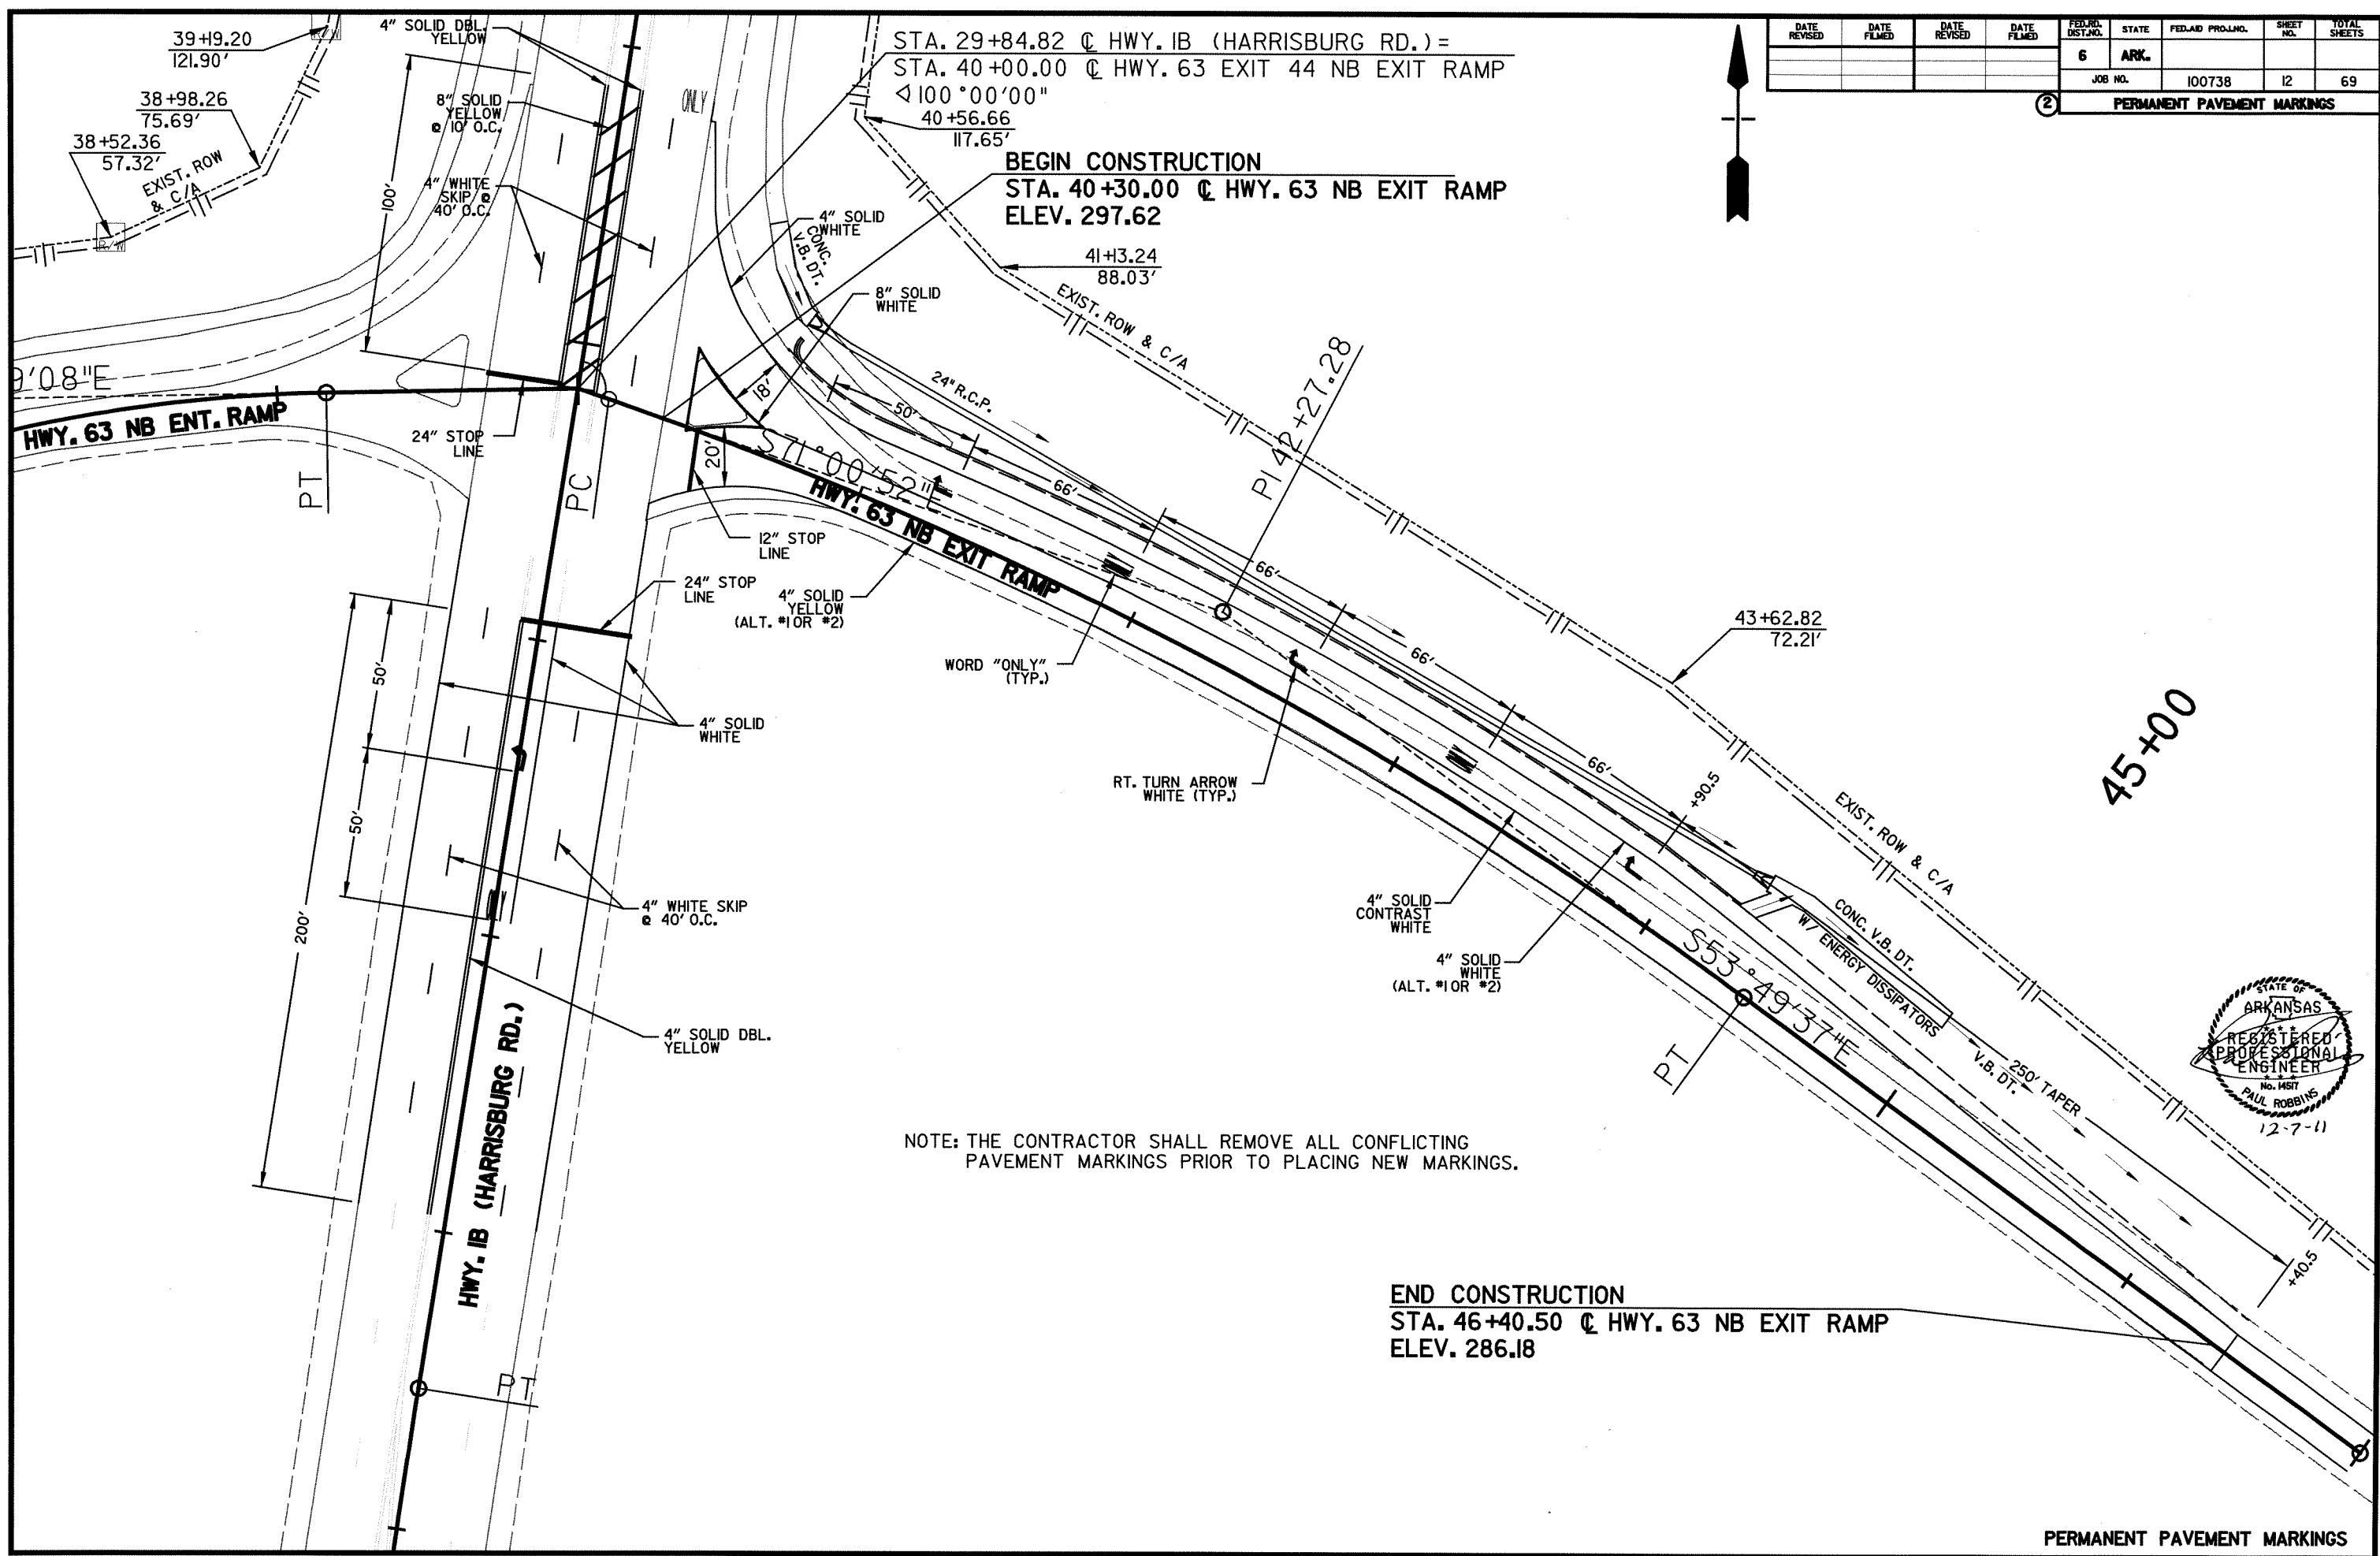 39+19.20
121.90'
38+98.26
75.69'
38+52.36
57.32'
EXIST. ROW
& C/A
R/W
R/W
4" SOLID DBL.
YELLOW
8" SOLID
YELLOW
@ 10' O.C.
100'
4" WHITE
SKIP @
40' O.C.
ONLY
STA. 29+84.82 ℄ HWY. 1B (HARRISBURG RD.) =
STA. 40+00.00 ℄ HWY. 63 EXIT 44 NB EXIT RAMP
∢ 100°00'00"
40+56.66
117.65'
BEGIN CONSTRUCTION
STA. 40+30.00 ℄ HWY. 63 NB EXIT RAMP
ELEV. 297.62
41+13.24
88.03'
DATE REVISED
DATE FILMED
DATE REVISED
DATE FILMED
FED.RD. DIST.NO.
STATE
FED.AID PROJ.NO.
SHEET NO.
TOTAL SHEETS
6
ARK.
JOB NO.
100738
12
69
2
PERMANENT PAVEMENT MARKINGS
4" SOLID
WHITE
CONC.
V.B. DT.
8" SOLID
WHITE
EXIST. ROW & C/A
9'08"E
HWY. 63 NB ENT. RAMP
24" STOP
LINE
PT
PC
18'
20'
50'
24" R.C.P.
PI 42+27.28
S71°00'52"E
HWY. 63 NB EXIT RAMP
66'
66'
66'
66'
12" STOP
LINE
24" STOP
LINE
4" SOLID
YELLOW
(ALT. #1 OR #2)
WORD "ONLY"
(TYP.)
43+62.82
72.21'
50'
50'
200'
4" SOLID
WHITE
RT. TURN ARROW
WHITE (TYP.)
+90.5
45+00
EXIST. ROW & C/A
4" WHITE SKIP
@ 40' O.C.
4" SOLID
CONTRAST
WHITE
4" SOLID
WHITE
(ALT. #1 OR #2)
CONC. V.B. DT.
W/ ENERGY DISSIPATORS
S53°49'37"E
4" SOLID DBL.
YELLOW
HWY. 1B (HARRISBURG RD.)
PT
V.B. DT.
250' TAPER
STATE OF
ARKANSAS
* * *
REGISTERED
PROFESSIONAL
ENGINEER
* * *
No. 14517
PAUL ROBBINS
12-7-11
NOTE: THE CONTRACTOR SHALL REMOVE ALL CONFLICTING
PAVEMENT MARKINGS PRIOR TO PLACING NEW MARKINGS.
+40.5
END CONSTRUCTION
STA. 46+40.50 ℄ HWY. 63 NB EXIT RAMP
ELEV. 286.18
PT
PERMANENT PAVEMENT MARKINGS